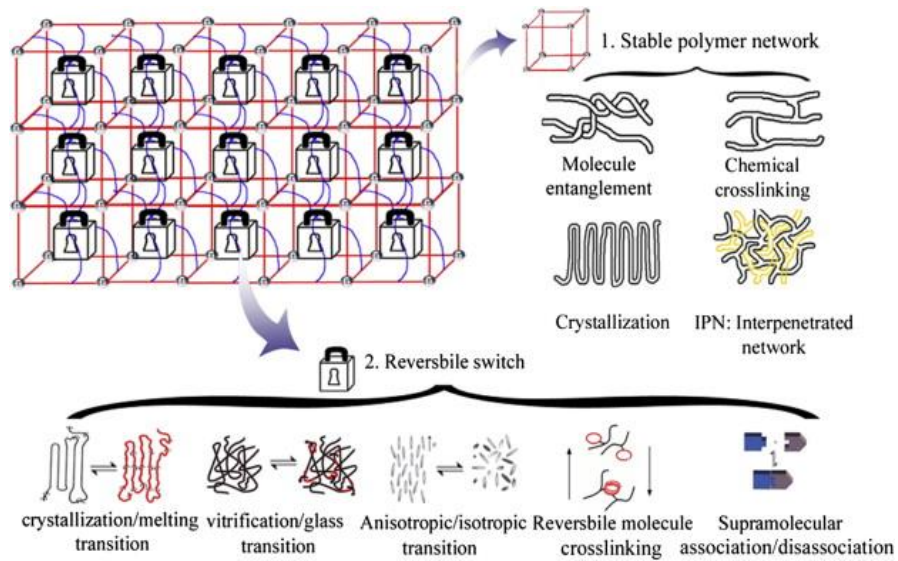 1. Stable polymer network
Molecule
entanglement
Chemical
crosslinking
Crystallization
IPN: Interpenetrated
network
2. Reversbile switch
crystallization/melting
transition
vitrification/glass
transition
Anisotropic/isotropic
transition
Reversbile molecule
crosslinking
Supramolecular
association/disassociation